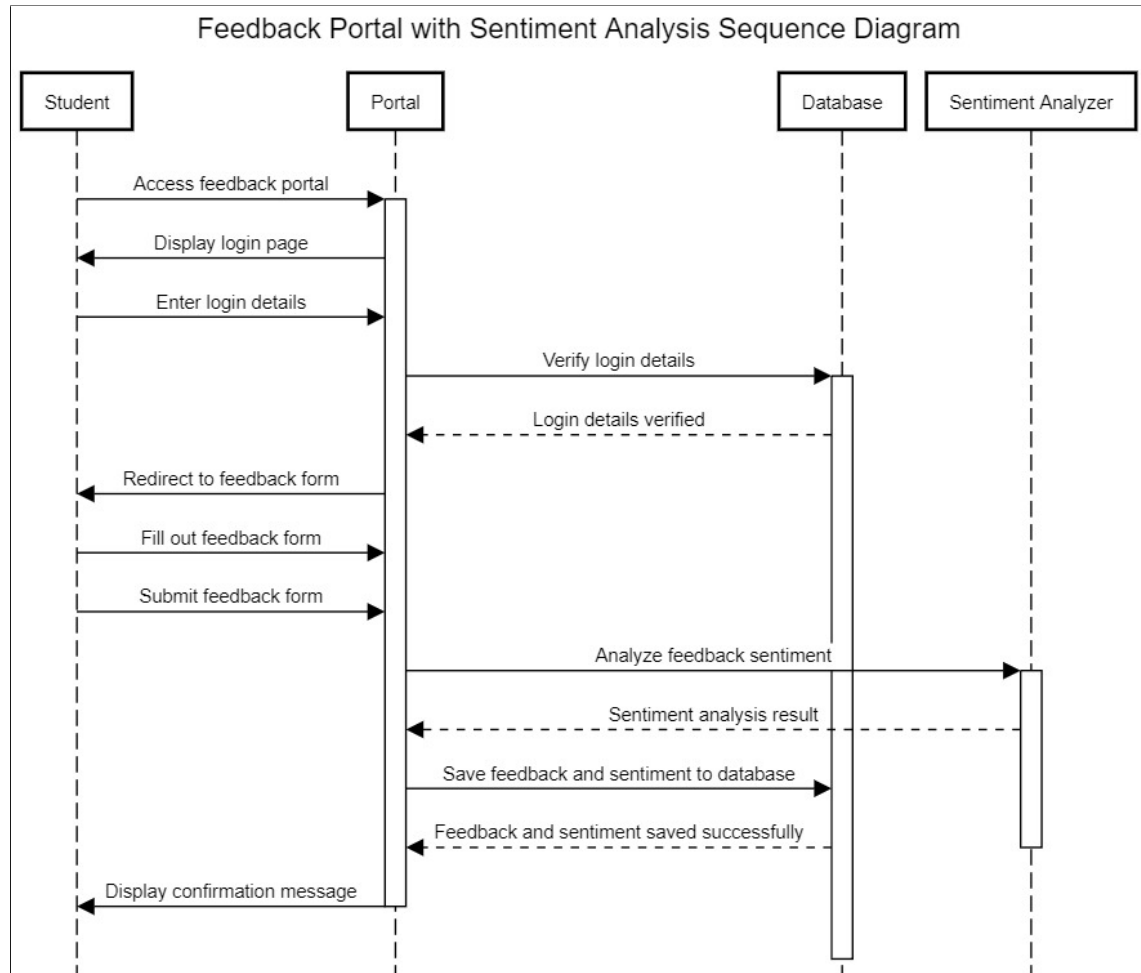 Feedback Portal with Sentiment Analysis Sequence Diagram
Student
Portal
Database
Sentiment Analyzer
Access feedback portal
Display login page
Enter login details
Verify login details
Login details verified
Redirect to feedback form
Fill out feedback form
Submit feedback form
Analyze feedback sentiment
Sentiment analysis result
Save feedback and sentiment to database
Feedback and sentiment saved successfully
Display confirmation message